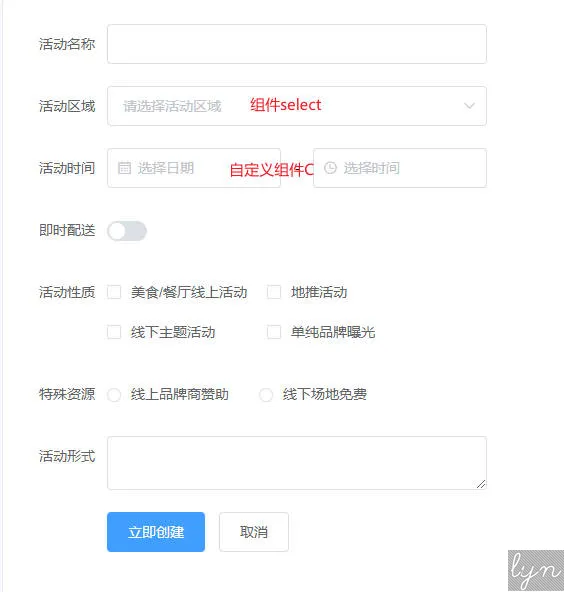 活动名称
活动区域 请选择活动区域 组件select
活动时间 选择日期 自定义组件C 选择时间
即时配送
活动性质 美食/餐厅线上活动 地推活动
线下主题活动 单纯品牌曝光
特殊资源 线上品牌商赞助 线下场地免费
活动形式
立即创建 取消
lyn